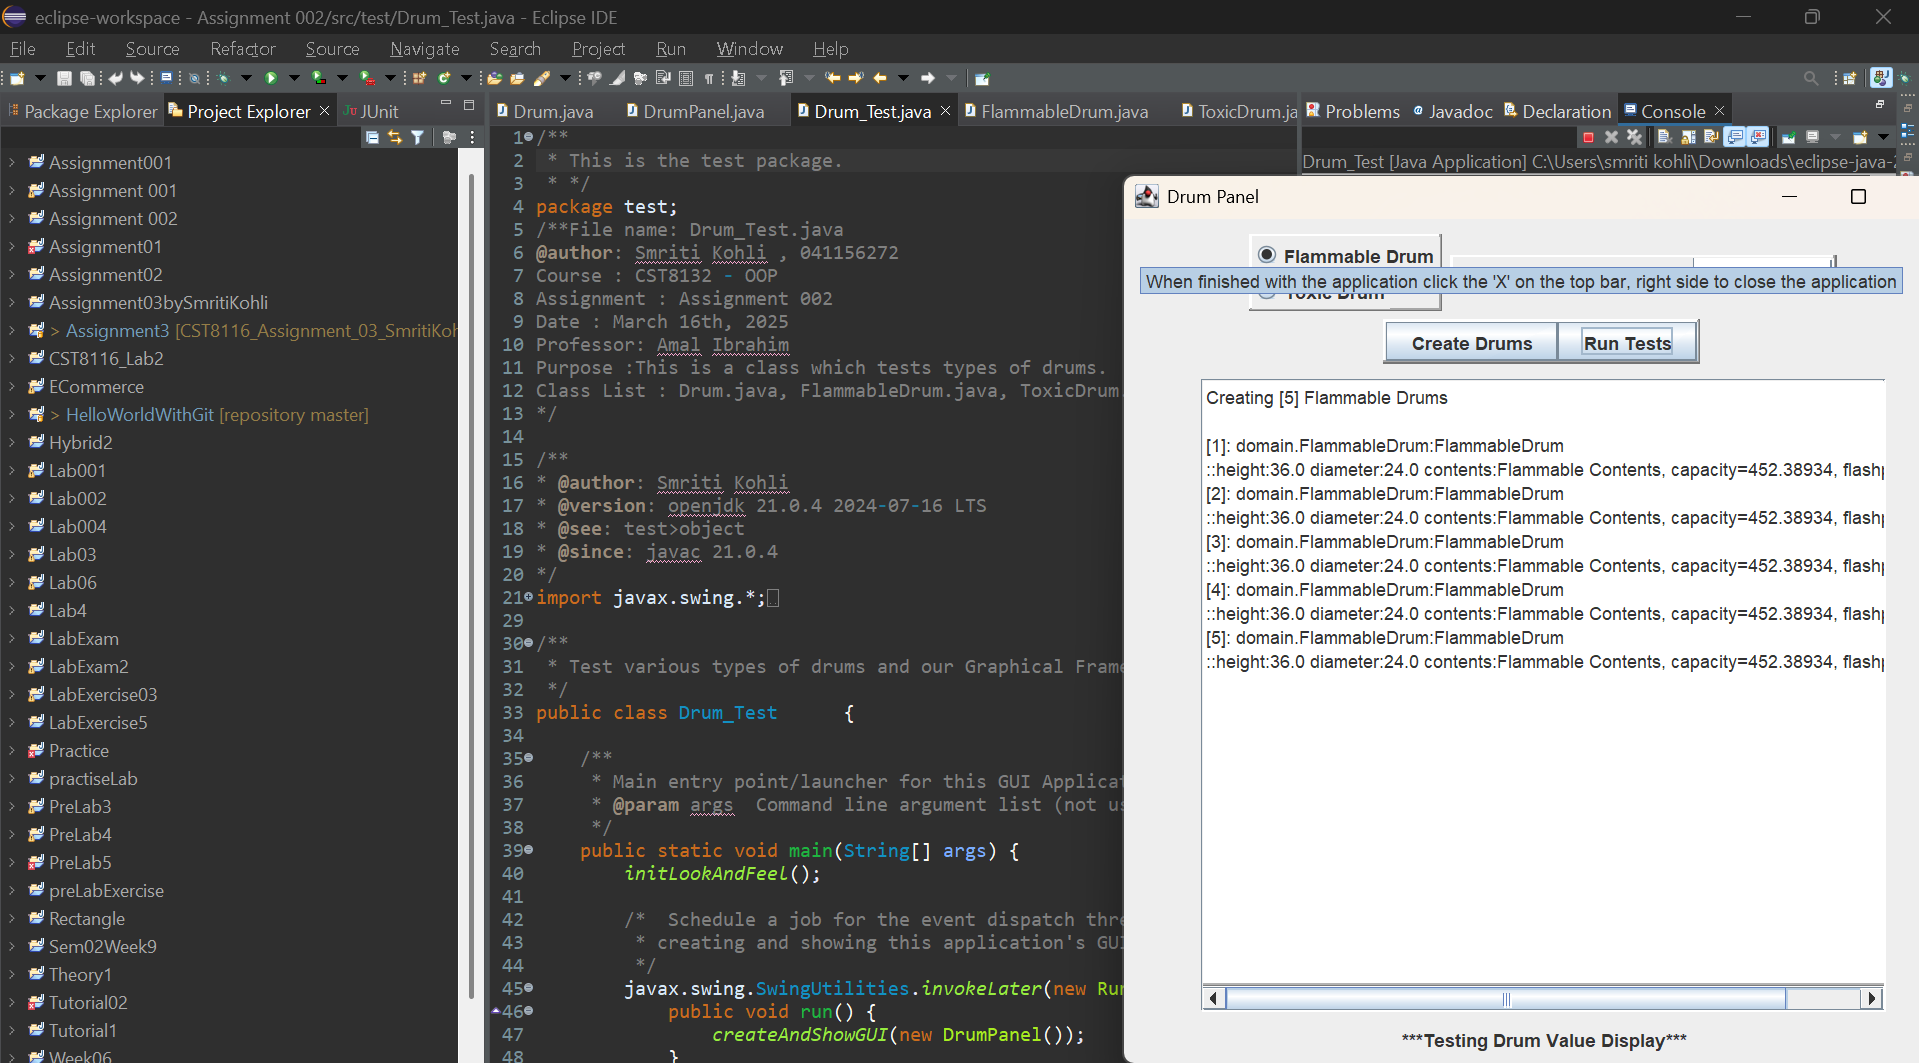 eclipse-workspace - Assignment 002/src/test/Drum_Test.java - Eclipse IDE
File Edit Source Refactor Source Navigate Search Project Run Window Help
Package Explorer Project Explorer JUnit
Assignment001
Assignment 001
Assignment 002
Assignment01
Assignment02
Assignment03bySmritiKohli
> Assignment3 [CST8116_Assignment_03_SmritiKoh
CST8116_Lab2
ECommerce
> HelloWorldWithGit [repository master]
Hybrid2
Lab001
Lab002
Lab004
Lab03
Lab06
Lab4
LabExam
LabExam2
LabExercise03
LabExercise5
Practice
practiseLab
PreLab3
PreLab4
PreLab5
preLabExercise
Rectangle
Sem02Week9
Theory1
Tutorial02
Tutorial1
Week06
Drum.java DrumPanel.java Drum_Test.java FlammableDrum.java ToxicDrum.ja
1 /**
2 * This is the test package.
3 * */
4 package test;
5 /**File name: Drum_Test.java
6 @author: Smriti Kohli , 041156272
7 Course : CST8132 - OOP
8 Assignment : Assignment 002
9 Date : March 16th, 2025
10 Professor: Amal Ibrahim
11 Purpose :This is a class which tests types of drums.
12 Class List : Drum.java, FlammableDrum.java, ToxicDrum
13 */
14
15 /**
16 * @author: Smriti Kohli
17 * @version: openjdk 21.0.4 2024-07-16 LTS
18 * @see: test>object
19 * @since: javac 21.0.4
20 */
21 import javax.swing.*;
29
30 /**
31 * Test various types of drums and our Graphical Frame
32 */
33 public class Drum_Test {
34
35 /**
36 * Main entry point/launcher for this GUI Applicat
37 * @param args Command line argument list (not us
38 */
39 public static void main(String[] args) {
40 initLookAndFeel();
41
42 /* Schedule a job for the event dispatch thre
43 * creating and showing this application's GUI
44 */
45 javax.swing.SwingUtilities.invokeLater(new Run
46 public void run() {
47 createAndShowGUI(new DrumPanel());
48 }
Problems Javadoc Declaration Console
Drum_Test [Java Application] C:\Users\smriti kohli\Downloads\eclipse-java-2
Drum Panel
Flammable Drum
When finished with the application click the 'X' on the top bar, right side to close the application
Toxic Drum
Create Drums Run Tests
Creating [5] Flammable Drums
[1]: domain.FlammableDrum:FlammableDrum
::height:36.0 diameter:24.0 contents:Flammable Contents, capacity=452.38934, flashp
[2]: domain.FlammableDrum:FlammableDrum
::height:36.0 diameter:24.0 contents:Flammable Contents, capacity=452.38934, flashp
[3]: domain.FlammableDrum:FlammableDrum
::height:36.0 diameter:24.0 contents:Flammable Contents, capacity=452.38934, flashp
[4]: domain.FlammableDrum:FlammableDrum
::height:36.0 diameter:24.0 contents:Flammable Contents, capacity=452.38934, flashp
[5]: domain.FlammableDrum:FlammableDrum
::height:36.0 diameter:24.0 contents:Flammable Contents, capacity=452.38934, flashp
***Testing Drum Value Display***